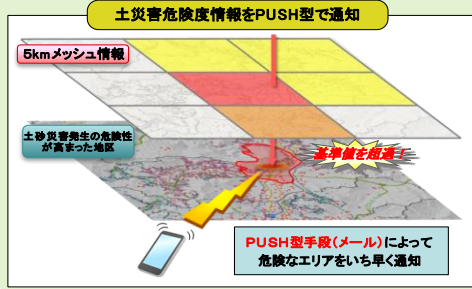 土災害危険度情報をPUSH型で通知
5kmメッシュ情報
土砂災害発生の危険性
が高まった地区
基準値を超過！
PUSH型手段（メール）によって
危険なエリアをいち早く通知